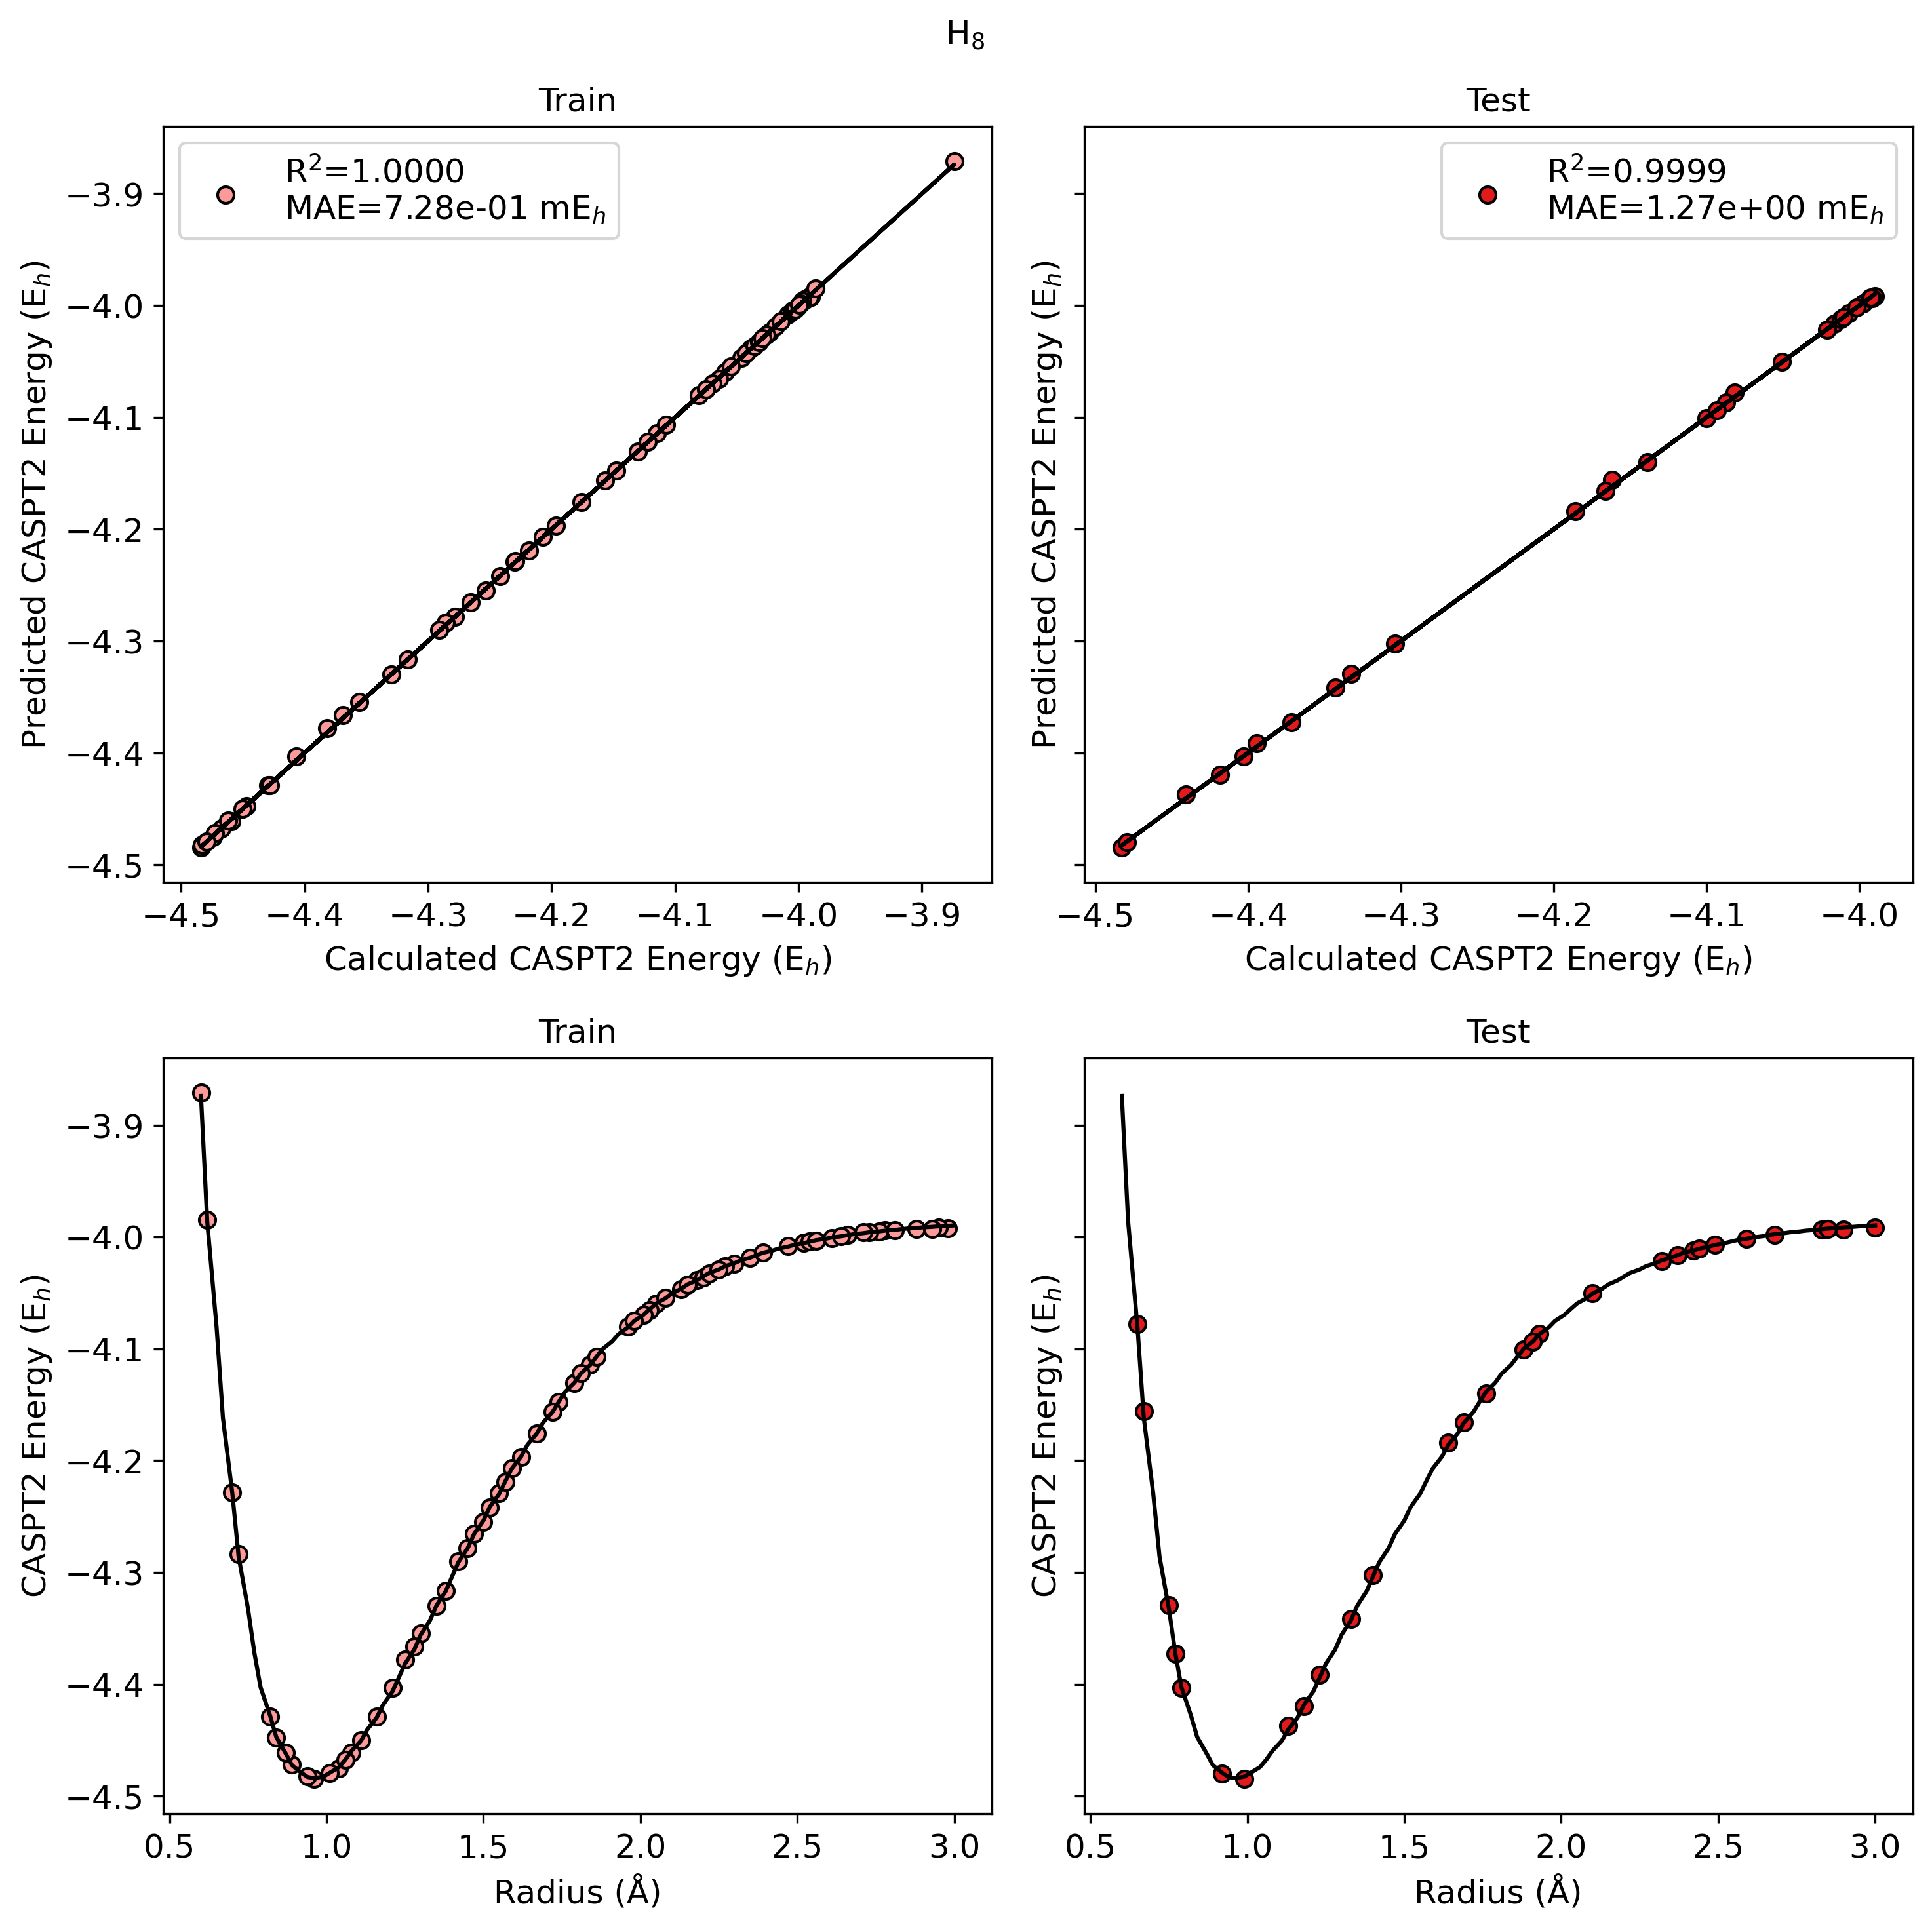 H₈
Train
R²=1.0000
MAE=7.28e-01 mEₕ
−3.9
−4.0
−4.1
−4.2
−4.3
−4.4
−4.5
Predicted CASPT2 Energy (Eₕ)
−4.5 −4.4 −4.3 −4.2 −4.1 −4.0 −3.9
Calculated CASPT2 Energy (Eₕ)
Test
R²=0.9999
MAE=1.27e+00 mEₕ
Predicted CASPT2 Energy (Eₕ)
−4.5 −4.4 −4.3 −4.2 −4.1 −4.0
Calculated CASPT2 Energy (Eₕ)
Train
−3.9
−4.0
−4.1
−4.2
−4.3
−4.4
−4.5
CASPT2 Energy (Eₕ)
0.5 1.0 1.5 2.0 2.5 3.0
Radius (Å)
Test
CASPT2 Energy (Eₕ)
0.5 1.0 1.5 2.0 2.5 3.0
Radius (Å)